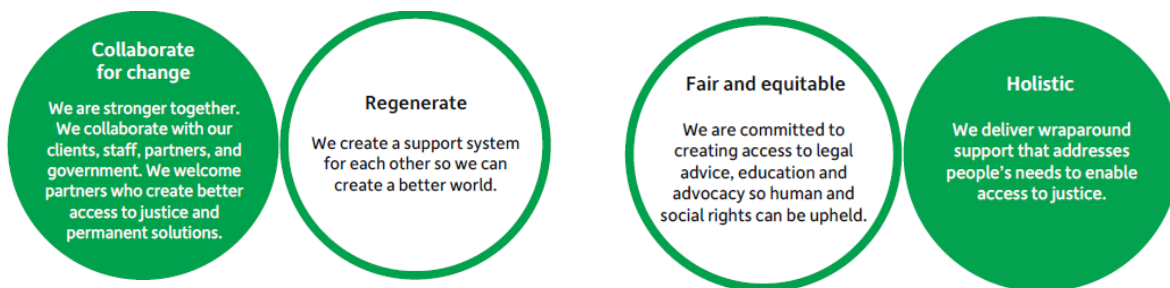 Collaborate
for change
We are stronger together.
We collaborate with our
clients, staff, partners, and
government. We welcome
partners who create better
access to justice and
permanent solutions.
Regenerate
We create a support system
for each other so we can
create a better world.
Fair and equitable
We are committed to
creating access to legal
advice, education and
advocacy so human and
social rights can be upheld.
Holistic
We deliver wraparound
support that addresses
people’s needs to enable
access to justice.